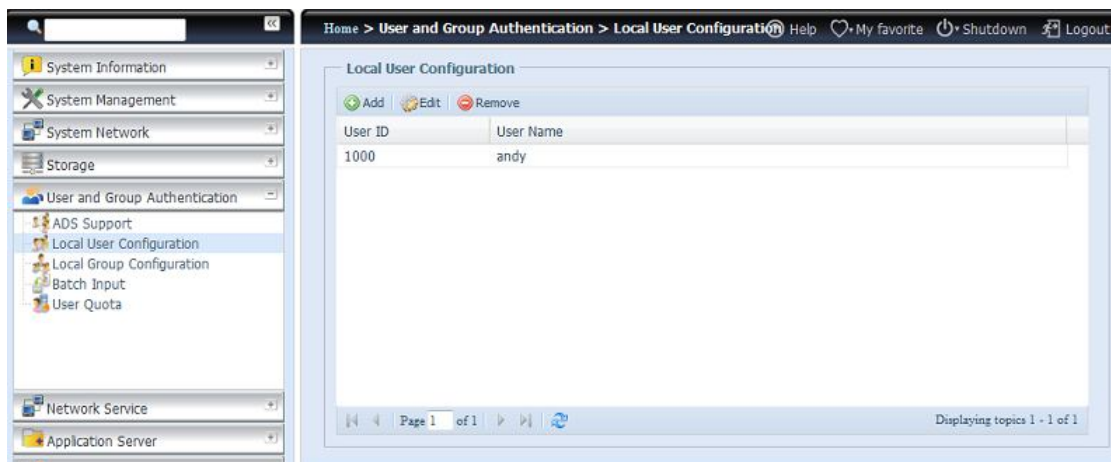 Home > User and Group Authentication > Local User Configuration Help My favorite Shutdown Logout
System Information
System Management
System Network
Storage
User and Group Authentication
ADS Support
Local User Configuration
Local Group Configuration
Batch Input
User Quota
Network Service
Application Server
Local User Configuration
Add Edit Remove
User ID User Name
1000 andy
Page 1 of 1 Displaying topics 1 - 1 of 1